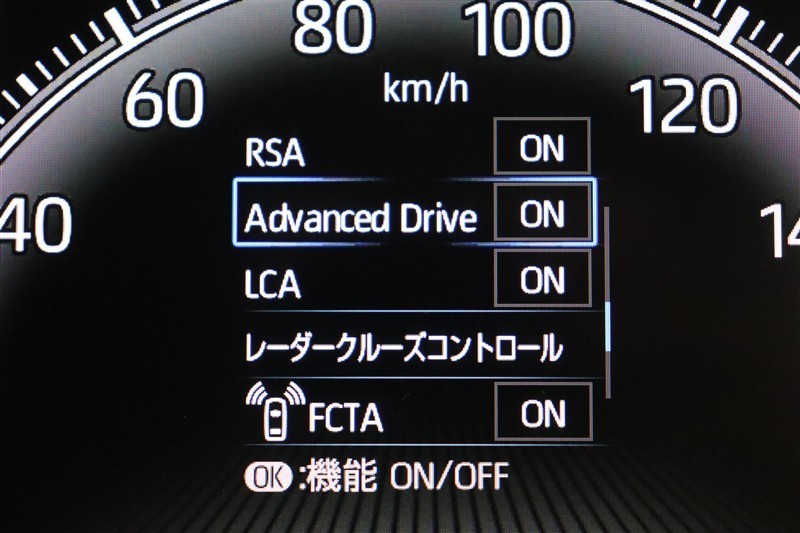 80 100
60 km/h 120
RSA ON
40 Advanced Drive ON 14
LCA ON
レーダークルーズコントロール
FCTA ON
OK:機能 ON/OFF